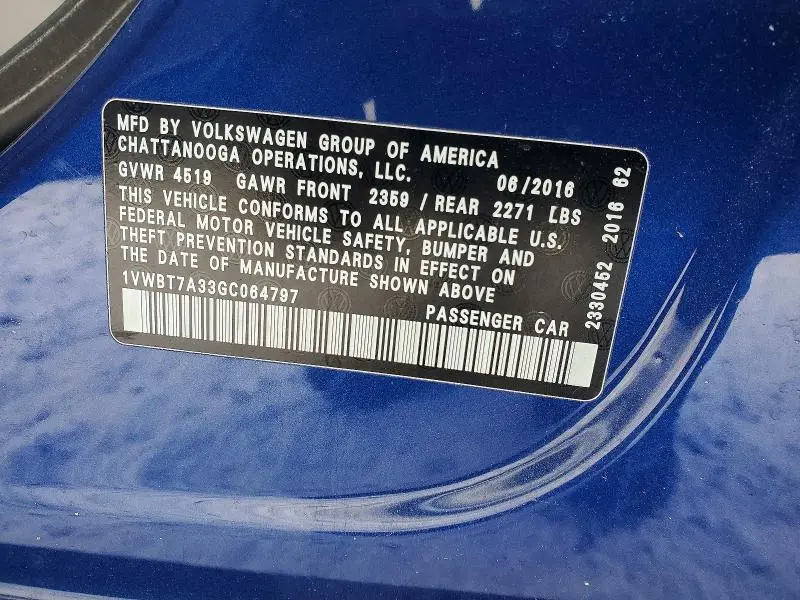 MFD BY VOLKSWAGEN GROUP OF AMERICA
CHATTANOOGA OPERATIONS, LLC. 06/2016
GVWR 4519 GAWR FRONT 2359 / REAR 2271 LBS
THIS VEHICLE CONFORMS TO ALL APPLICABLE U.S.
FEDERAL MOTOR VEHICLE SAFETY, BUMPER AND
THEFT PREVENTION STANDARDS IN EFFECT ON
THE DATE OF MANUFACTURE SHOWN ABOVE
1VWBT7A33GC064797
PASSENGER CAR
2330452 2016 62